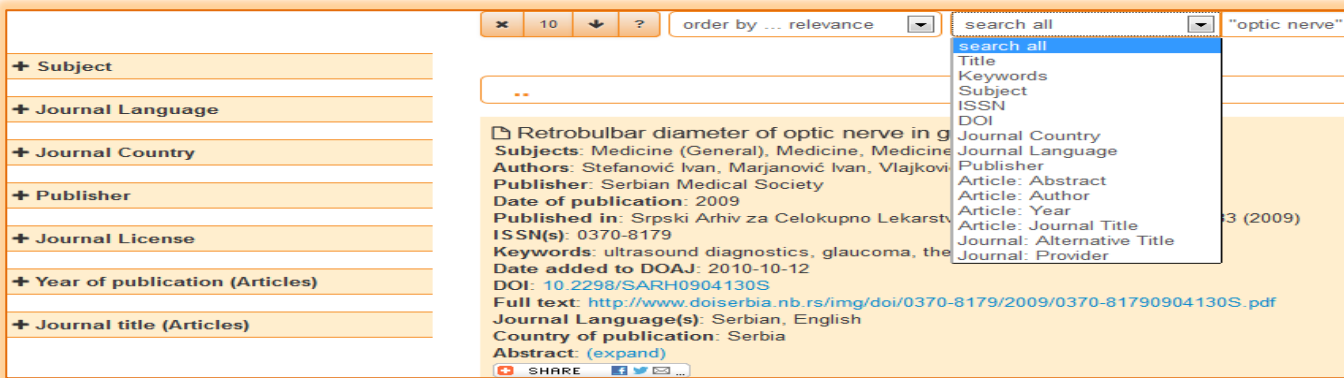 ✖ 10 ↓ ? order by ... relevance search all "optic nerve"
search all
Title
Keywords
Subject
ISSN
DOI
Journal Country
Journal Language
Publisher
Article: Abstract
Article: Author
Article: Year
Article: Journal Title
Journal: Alternative Title
Journal: Provider
+ Subject
+ Journal Language
+ Journal Country
+ Publisher
+ Journal License
+ Year of publication (Articles)
+ Journal title (Articles)
..
Retrobulbar diameter of optic nerve in g
Subjects: Medicine (General), Medicine, Medicine
Authors: Stefanović Ivan, Marjanović Ivan, Vlajkovi
Publisher: Serbian Medical Society
Date of publication: 2009
Published in: Srpski Arhiv za Celokupno Lekarstv 33 (2009)
ISSN(s): 0370-8179
Keywords: ultrasound diagnostics, glaucoma, the
Date added to DOAJ: 2010-10-12
DOI: 10.2298/SARH0904130S
Full text: http://www.doiserbia.nb.rs/img/doi/0370-8179/2009/0370-81790904130S.pdf
Journal Language(s): Serbian, English
Country of publication: Serbia
Abstract: (expand)
SHARE ...